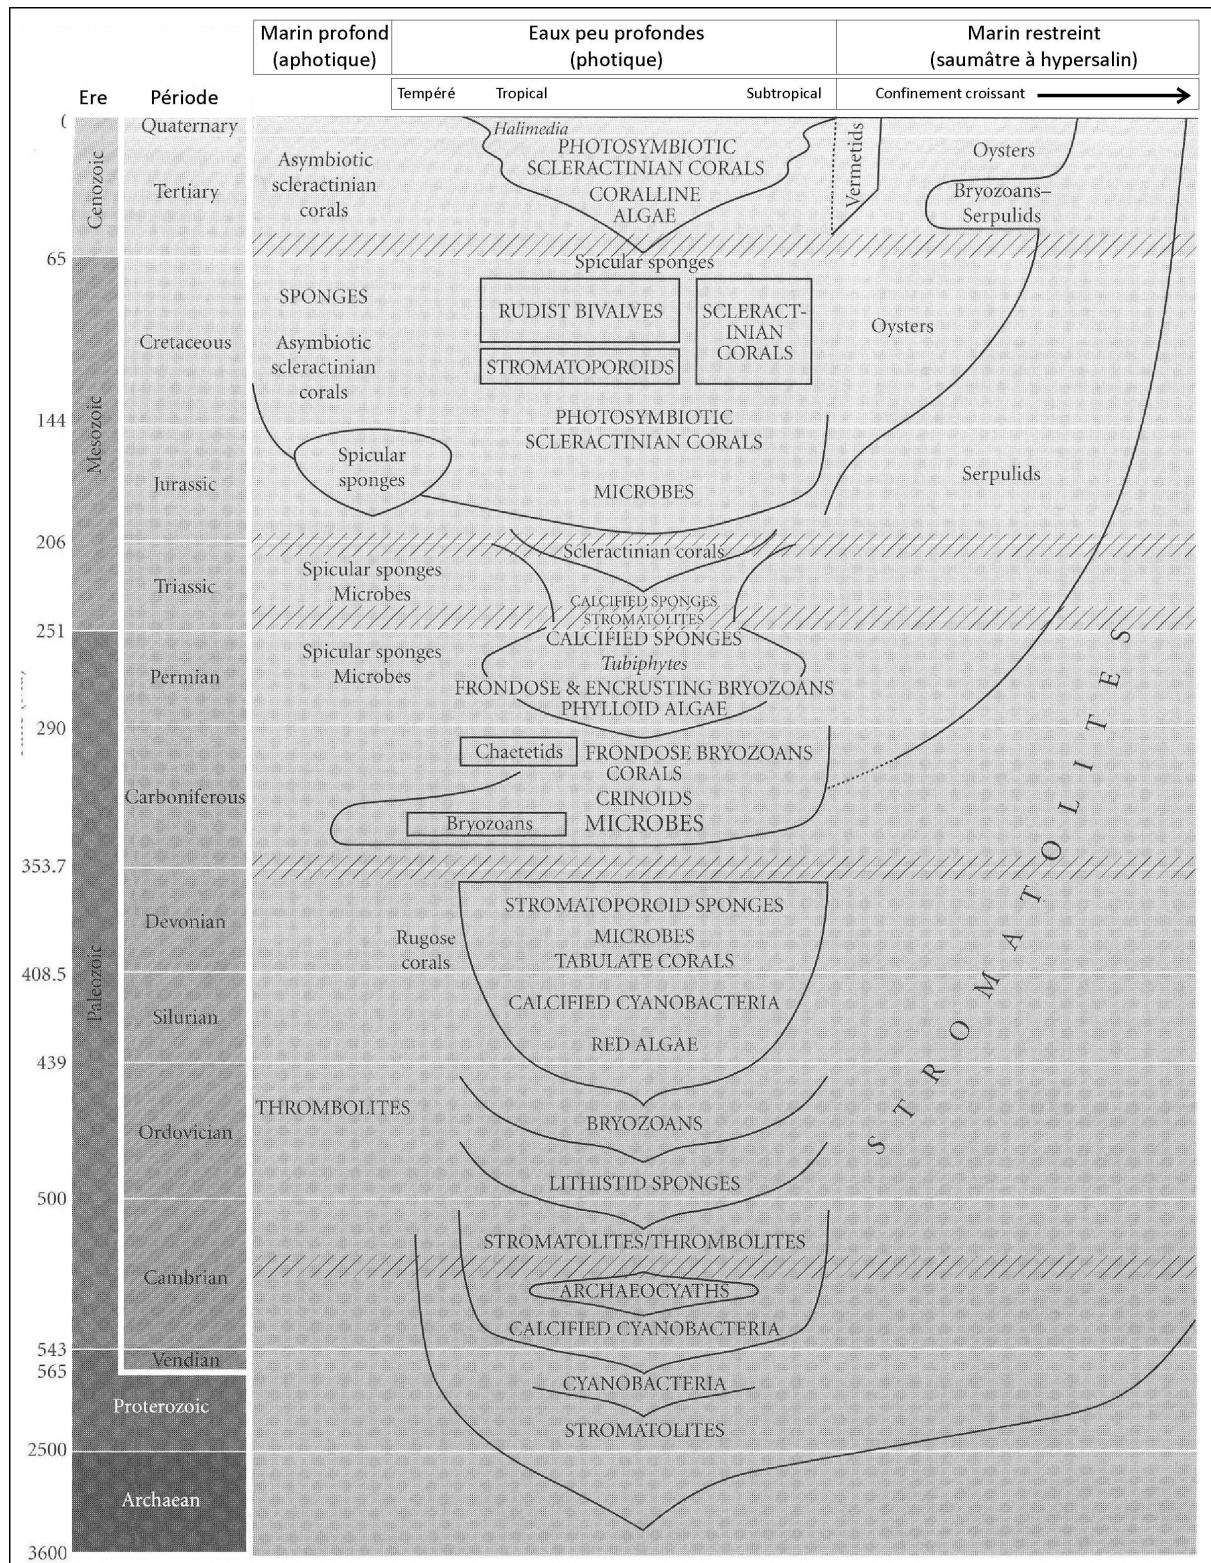 Marin profond
(aphotique)
Eaux peu profondes
(photique)
Marin restreint
(saumâtre à hypersalin)
Ere
Période
Tempéré
Tropical
Subtropical
Confinement croissant
Quaternary
Halimedia
PHOTOSYMBIOTIC
SCLERACTINIAN CORALS
CORALLINE
ALGAE
Asymbiotic
scleractinian
corals
Cenozoic
Tertiary
Vermetids
Oysters
Bryozoans–
Serpulids
65
Spicular sponges
SPONGES
RUDIST BIVALVES
SCLERACT-
INIAN
CORALS
STROMATOPOROIDS
Oysters
Cretaceous
Asymbiotic
scleractinian
corals
144
Mesozoic
PHOTOSYMBIOTIC
SCLERACTINIAN CORALS
Spicular
sponges
Serpulids
Jurassic
MICROBES
206
Scleractinian corals
Triassic
Spicular sponges
Microbes
CALCIFIED SPONGES
STROMATOLITES
251
CALCIFIED SPONGES
Spicular sponges
Microbes
Tubiphytes
Permian
FRONDOSE & ENCRUSTING BRYOZOANS
PHYLLOID ALGAE
290
Chaetetids
FRONDOSE BRYOZOANS
CORALS
Carboniferous
CRINOIDS
Bryozoans
MICROBES
353.7
STROMATOPOROID SPONGES
Devonian
Rugose
corals
MICROBES
TABULATE CORALS
408.5
Paleozoic
CALCIFIED CYANOBACTERIA
Silurian
RED ALGAE
439
THROMBOLITES
BRYOZOANS
Ordovician
STROMATOLITES
LITHISTID SPONGES
500
STROMATOLITES/THROMBOLITES
Cambrian
ARCHAEOCYATHS
CALCIFIED CYANOBACTERIA
543
Vendian
565
CYANOBACTERIA
Proterozoic
STROMATOLITES
2500
Archaean
3600